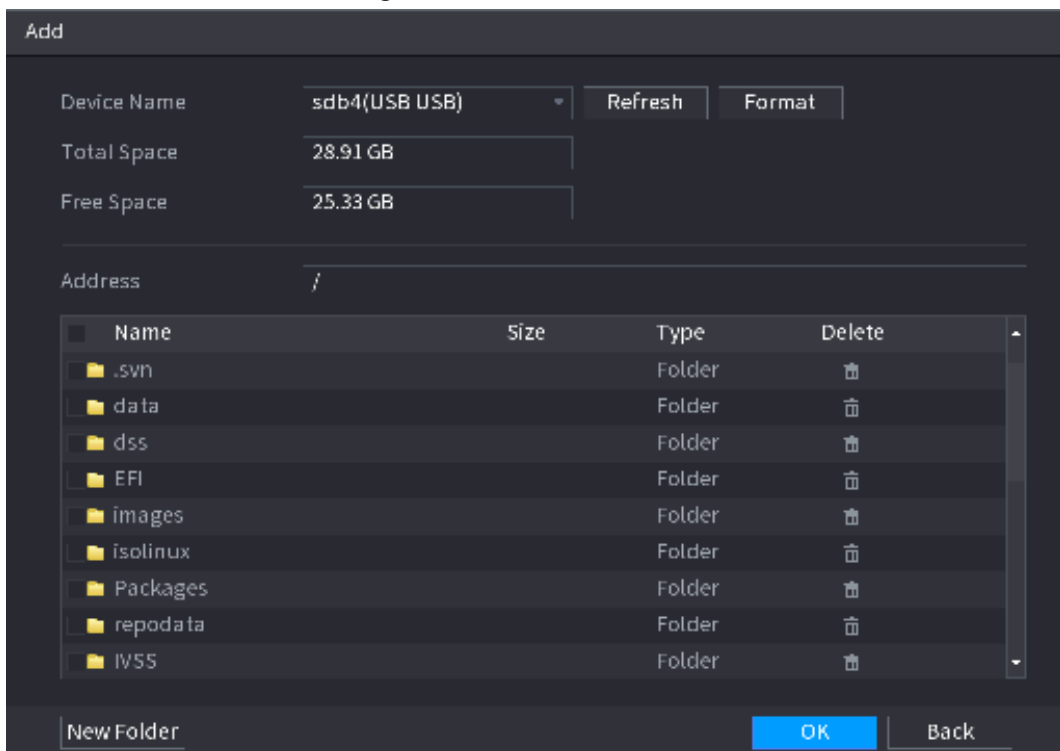 Add
Device Name sdb4(USB USB) Refresh Format
Total Space 28.91 GB
Free Space 25.33 GB
Address /
Name Size Type Delete
.svn Folder
data Folder
dss Folder
EFI Folder
images Folder
isolinux Folder
Packages Folder
repodata Folder
IVSS Folder
New Folder OK Back